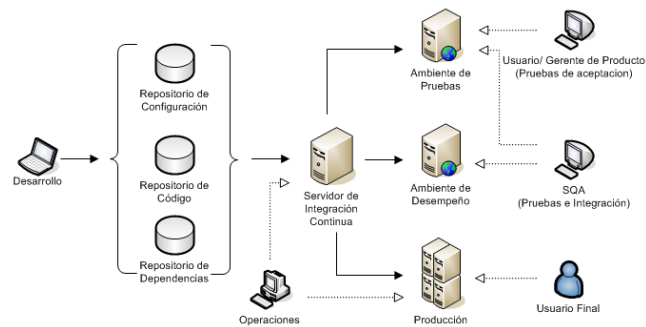 Desarrollo
Repositorio de
Configuración
Repositorio de
Código
Repositorio de
Dependencias
Servidor de
Integración
Continua
Operaciones
Ambiente de
Pruebas
Ambiente de
Desempeño
Producción
Usuario/ Gerente de Producto
(Pruebas de aceptacion)
SQA
(Pruebas e Integración)
Usuario Final